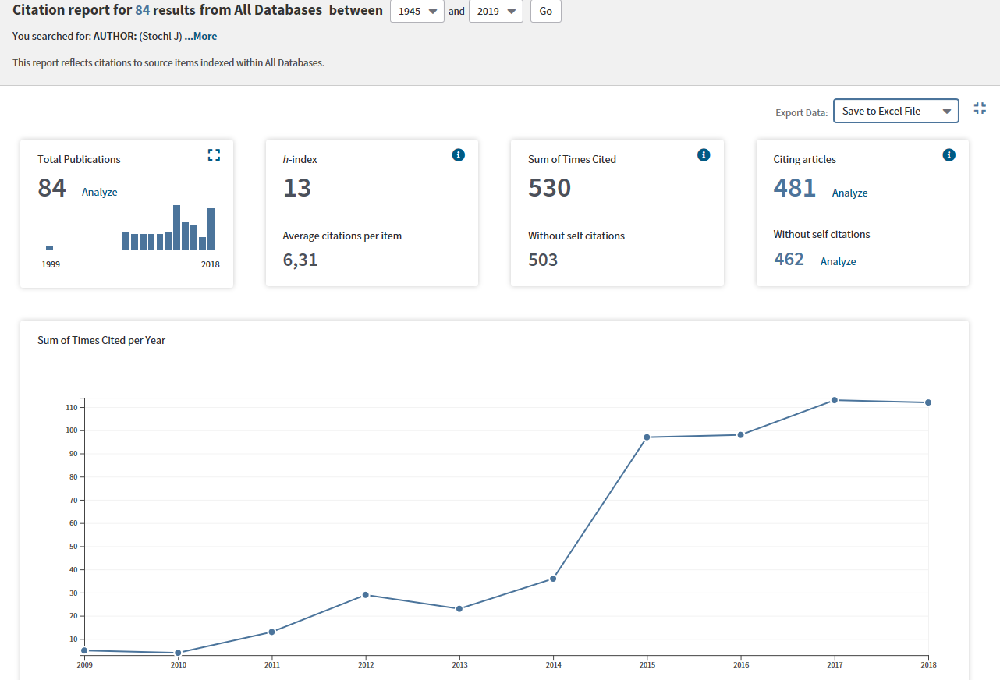 Citation report for 84 results from All Databases between 1945 and 2019 Go
You searched for: AUTHOR: (Stochl J) ...More
This report reflects citations to source items indexed within All Databases.
Export Data: Save to Excel File
Total Publications
84 Analyze
1999 2018
h-index
13
Average citations per item
6,31
Sum of Times Cited
530
Without self citations
503
Citing articles
481 Analyze
Without self citations
462 Analyze
Sum of Times Cited per Year
110
100
90
80
70
60
50
40
30
20
10
2009 2010 2011 2012 2013 2014 2015 2016 2017 2018